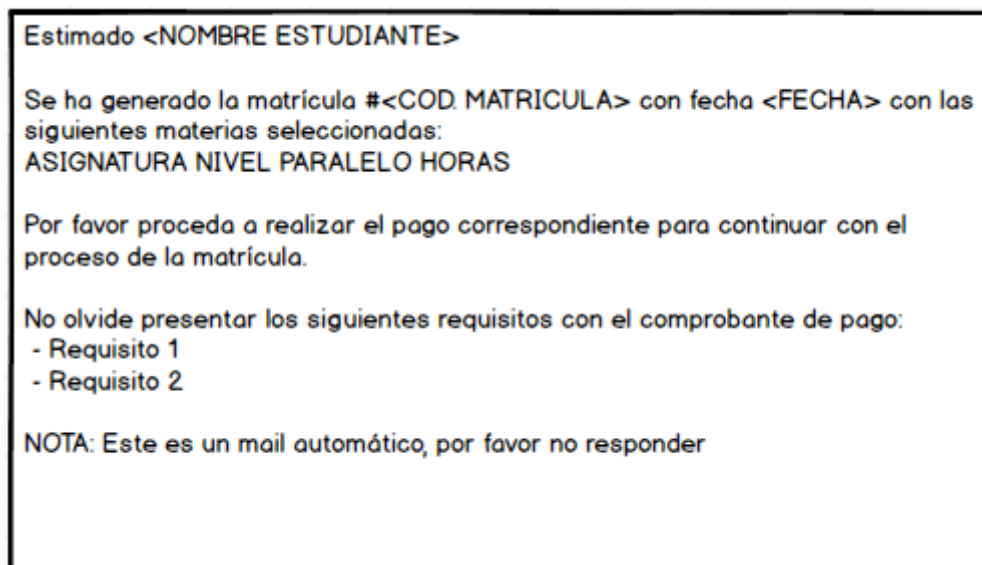 Estimado <NOMBRE ESTUDIANTE>
Se ha generado la matrícula #<COD. MATRICULA> con fecha <FECHA> con las
siguientes materias seleccionadas:
ASIGNATURA NIVEL PARALELO HORAS
Por favor proceda a realizar el pago correspondiente para continuar con el
proceso de la matrícula.
No olvide presentar los siguientes requisitos con el comprobante de pago:
- Requisito 1
- Requisito 2
NOTA: Este es un mail automático, por favor no responder